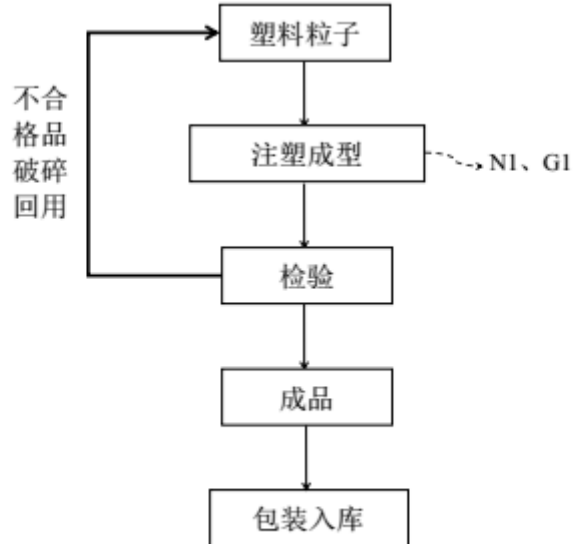 塑料粒子
不合
格品
破碎
回用
注塑成型
N1、G1
检验
成品
包装入库